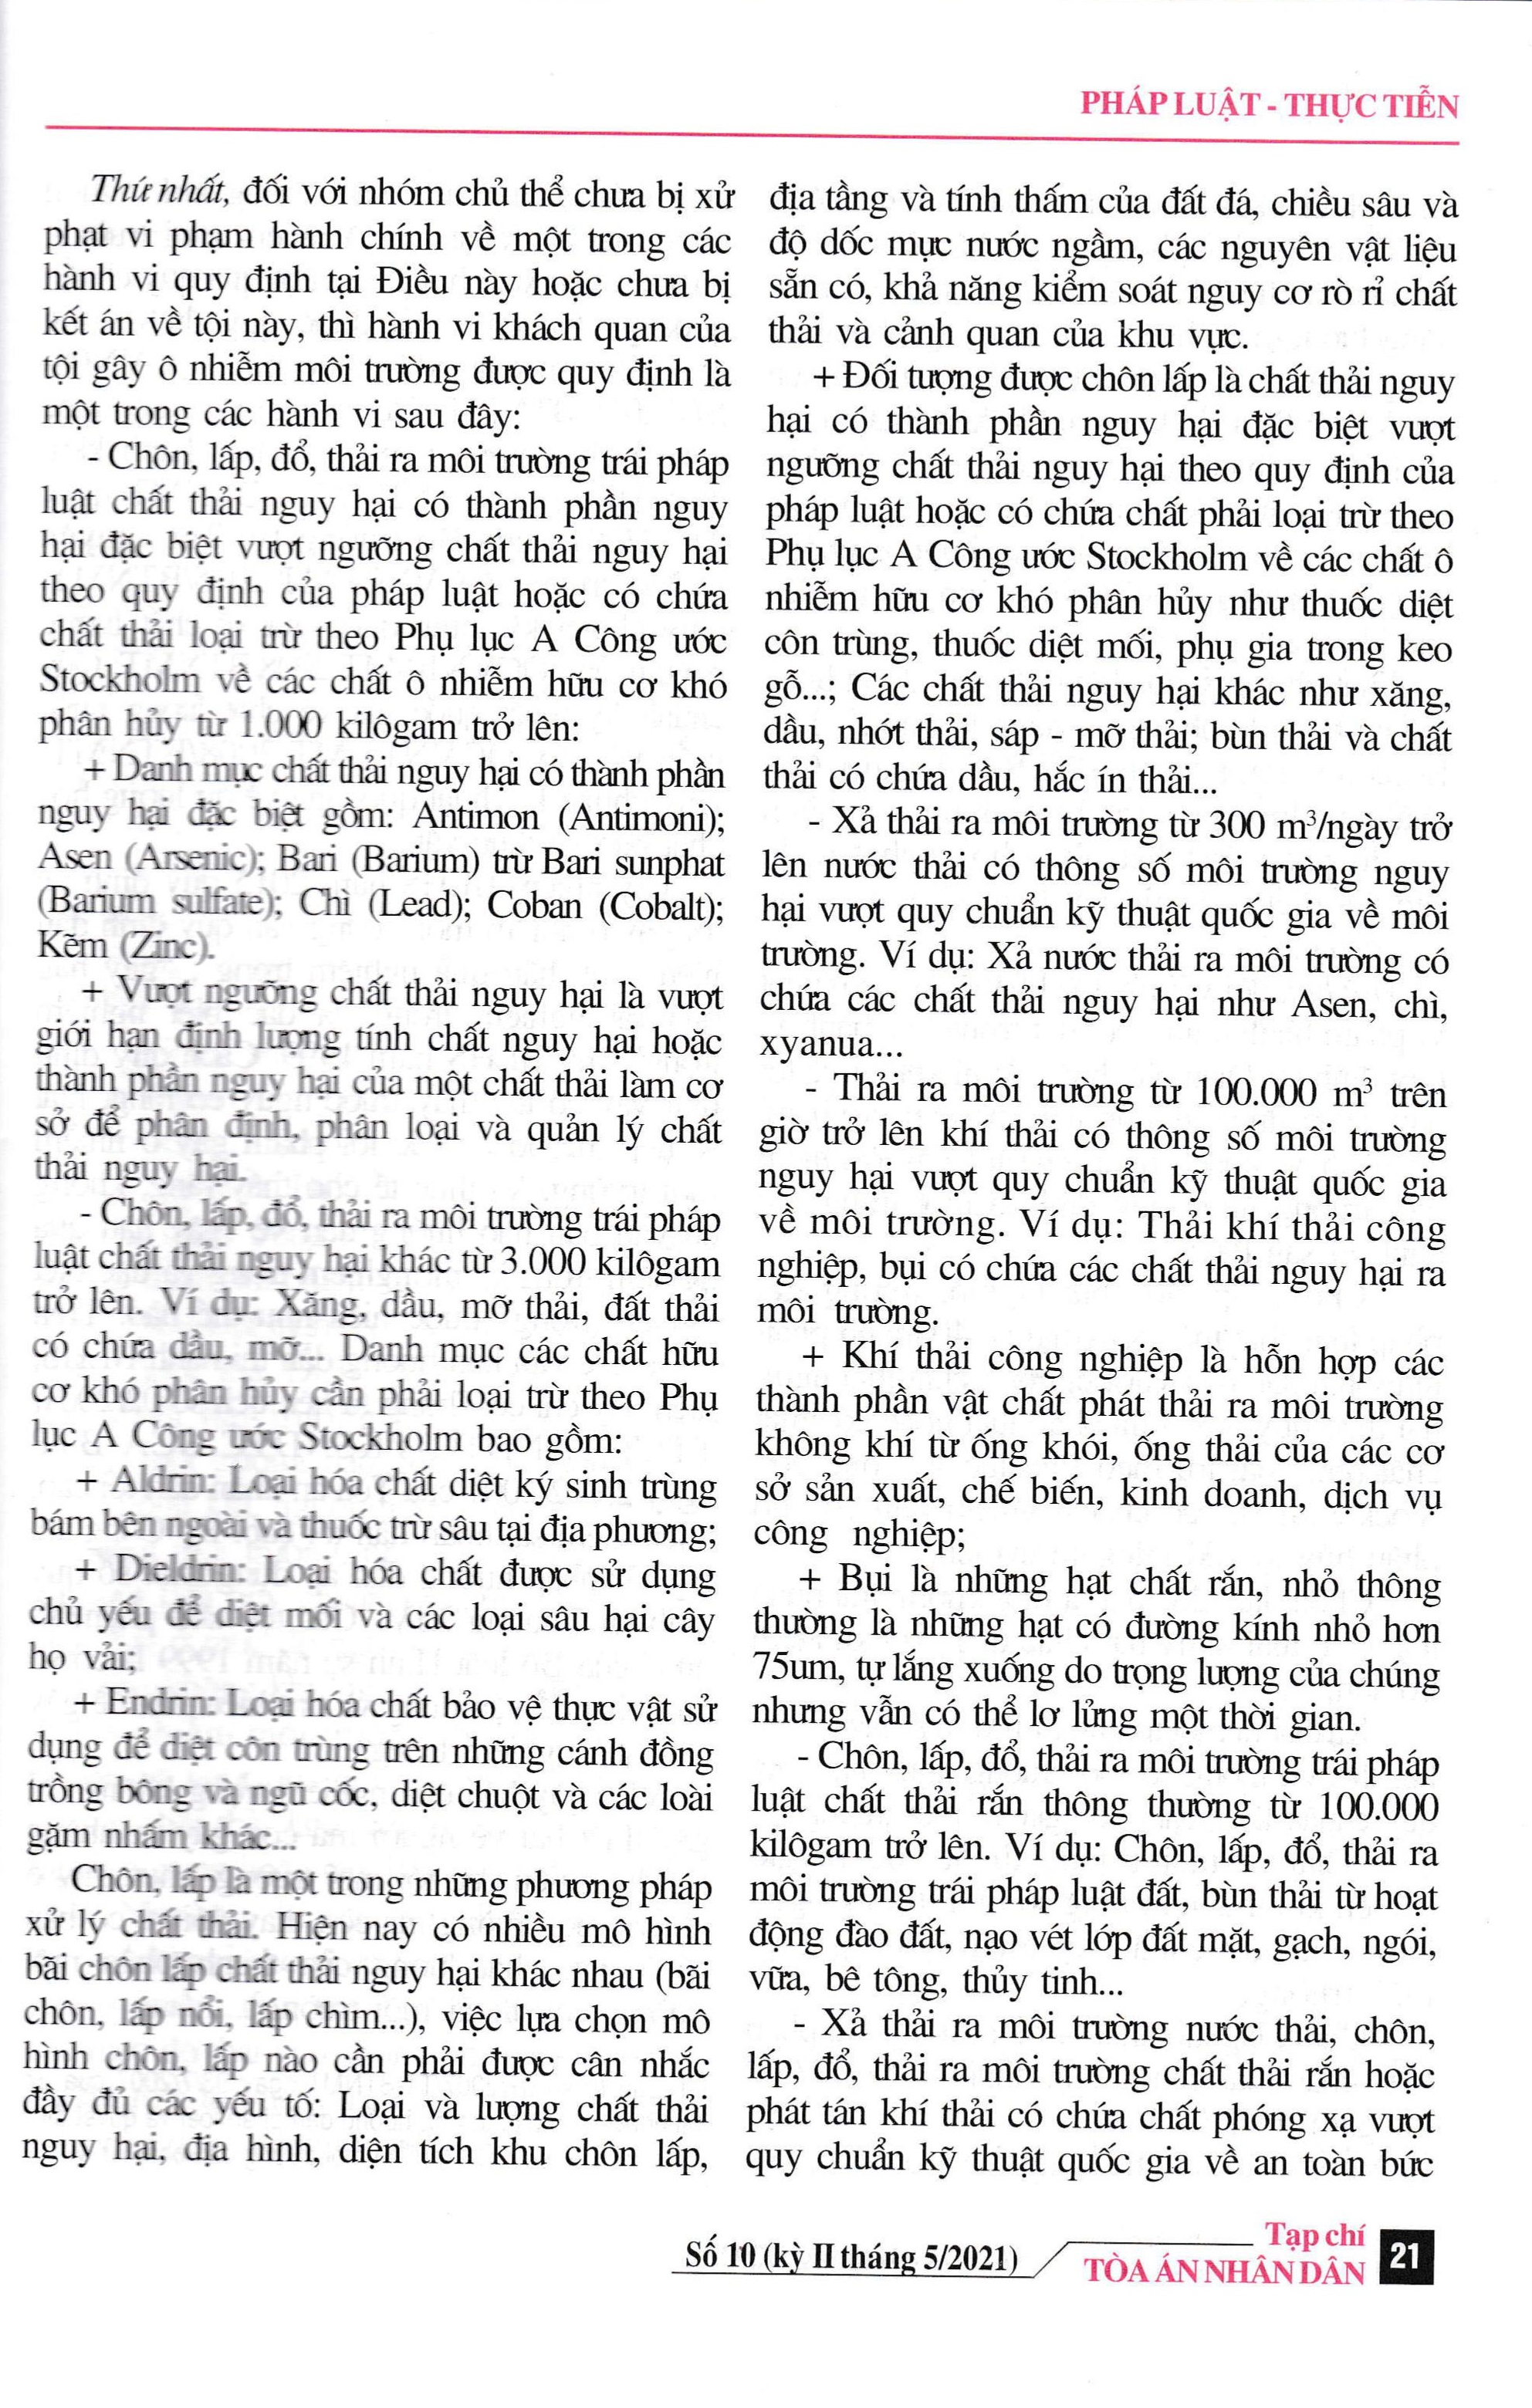 PHÁP LUẬT - THỰC TIỄN
Thứ nhất, đối với nhóm chủ thể chưa bị xử
phạt vi phạm hành chính về một trong các
hành vi quy định tại Điều này hoặc chưa bị
kết án về tội này, thì hành vi khách quan của
tội gây ô nhiễm môi trường được quy định là
một trong các hành vi sau đây:
- Chôn, lấp, đổ, thải ra môi trường trái pháp
luật chất thải nguy hại có thành phần nguy
hại đặc biệt vượt ngưỡng chất thải nguy hại
theo quy định của pháp luật hoặc có chứa
chất thải loại trừ theo Phụ lục A Công ước
Stockholm về các chất ô nhiễm hữu cơ khó
phân hủy từ 1.000 kilôgam trở lên:
+ Danh mục chất thải nguy hại có thành phần
nguy hại đặc biệt gồm: Antimon (Antimoni);
Asen (Arsenic); Bari (Barium) trừ Bari sunphat
(Barium sulfate); Chì (Lead); Coban (Cobalt);
Kẽm (Zinc).
+ Vượt ngưỡng chất thải nguy hại là vượt
giới hạn định lượng tính chất nguy hại hoặc
thành phần nguy hại của một chất thải làm cơ
sở để phân định, phân loại và quản lý chất
thải nguy hại.
- Chôn, lấp, đổ, thải ra môi trường trái pháp
luật chất thải nguy hại khác từ 3.000 kilôgam
trở lên. Ví dụ: Xăng, dầu, mỡ thải, đất thải
có chứa dầu, mỡ... Danh mục các chất hữu
cơ khó phân hủy cần phải loại trừ theo Phụ
lục A Công ước Stockholm bao gồm:
+ Aldrin: Loại hóa chất diệt ký sinh trùng
bám bên ngoài và thuốc trừ sâu tại địa phương;
+ Dieldrin: Loại hóa chất được sử dụng
chủ yếu để diệt mối và các loại sâu hại cây
họ vải;
+ Endrin: Loại hóa chất bảo vệ thực vật sử
dụng để diệt côn trùng trên những cánh đồng
trồng bông và ngũ cốc, diệt chuột và các loài
gặm nhấm khác...
Chôn, lấp là một trong những phương pháp
xử lý chất thải. Hiện nay có nhiều mô hình
bãi chôn lấp chất thải nguy hại khác nhau (bãi
chôn, lấp nổi, lấp chìm...), việc lựa chọn mô
hình chôn, lấp nào cần phải được cân nhắc
đầy đủ các yếu tố: Loại và lượng chất thải
nguy hại, địa hình, diện tích khu chôn lấp,
địa tầng và tính thấm của đất đá, chiều sâu và
độ dốc mực nước ngầm, các nguyên vật liệu
sẵn có, khả năng kiểm soát nguy cơ rò rỉ chất
thải và cảnh quan của khu vực.
+ Đối tượng được chôn lấp là chất thải nguy
hại có thành phần nguy hại đặc biệt vượt
ngưỡng chất thải nguy hại theo quy định của
pháp luật hoặc có chứa chất phải loại trừ theo
Phụ lục A Công ước Stockholm về các chất ô
nhiễm hữu cơ khó phân hủy như thuốc diệt
côn trùng, thuốc diệt mối, phụ gia trong keo
gỗ...; Các chất thải nguy hại khác như xăng,
dầu, nhớt thải, sáp - mỡ thải; bùn thải và chất
thải có chứa dầu, hắc ín thải...
- Xả thải ra môi trường từ 300 m³/ngày trở
lên nước thải có thông số môi trường nguy
hại vượt quy chuẩn kỹ thuật quốc gia về môi
trường. Ví dụ: Xả nước thải ra môi trường có
chứa các chất thải nguy hại như Asen, chì,
xyanua...
- Thải ra môi trường từ 100.000 m³ trên
giờ trở lên khí thải có thông số môi trường
nguy hại vượt quy chuẩn kỹ thuật quốc gia
về môi trường. Ví dụ: Thải khí thải công
nghiệp, bụi có chứa các chất thải nguy hại ra
môi trường.
+ Khí thải công nghiệp là hỗn hợp các
thành phần vật chất phát thải ra môi trường
không khí từ ống khói, ống thải của các cơ
sở sản xuất, chế biến, kinh doanh, dịch vụ
công nghiệp;
+ Bụi là những hạt chất rắn, nhỏ thông
thường là những hạt có đường kính nhỏ hơn
75um, tự lắng xuống do trọng lượng của chúng
nhưng vẫn có thể lơ lửng một thời gian.
- Chôn, lấp, đổ, thải ra môi trường trái pháp
luật chất thải rắn thông thường từ 100.000
kilôgam trở lên. Ví dụ: Chôn, lấp, đổ, thải ra
môi trường trái pháp luật đất, bùn thải từ hoạt
động đào đất, nạo vét lớp đất mặt, gạch, ngói,
vữa, bê tông, thủy tinh...
- Xả thải ra môi trường nước thải, chôn,
lấp, đổ, thải ra môi trường chất thải rắn hoặc
phát tán khí thải có chứa chất phóng xạ vượt
quy chuẩn kỹ thuật quốc gia về an toàn bức
Số 10 (kỳ II tháng 5/2021)
Tạp chí
TÒA ÁN NHÂN DÂN
21